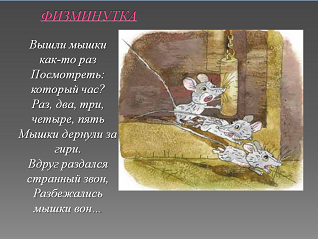 ФИЗМИНУТКА
Вышли мышки
как-то раз
Посмотреть:
который час?
Раз, два, три,
четыре, пять
Мышки дернули за
гири.
Вдруг раздался
странный звон,
Разбежались
мышки вон...